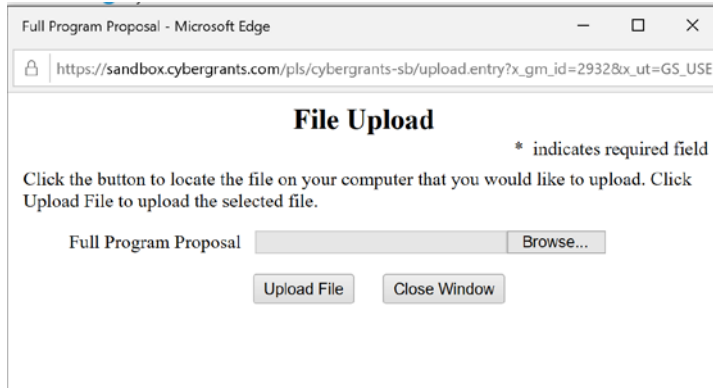 Full Program Proposal - Microsoft Edge
https://sandbox.cybergrants.com/pls/cybergrants-sb/upload.entry?x_gm_id=2932&x_ut=GS_USE
File Upload
* indicates required field
Click the button to locate the file on your computer that you would like to upload. Click
Upload File to upload the selected file.
Full Program Proposal Browse...
Upload File Close Window